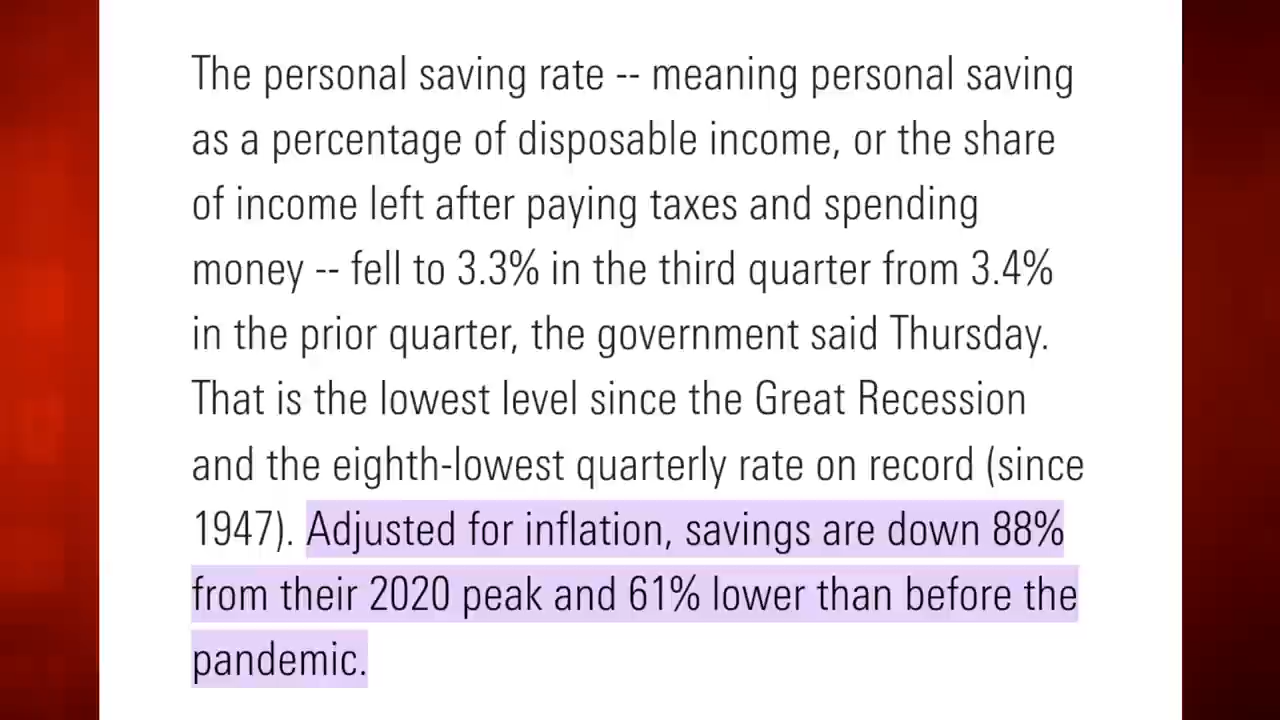 The personal saving rate -- meaning personal saving
as a percentage of disposable income, or the share
of income left after paying taxes and spending
money -- fell to 3.3% in the third quarter from 3.4%
in the prior quarter, the government said Thursday.
That is the lowest level since the Great Recession
and the eighth-lowest quarterly rate on record (since
1947). Adjusted for inflation, savings are down 88%
from their 2020 peak and 61% lower than before the
pandemic.